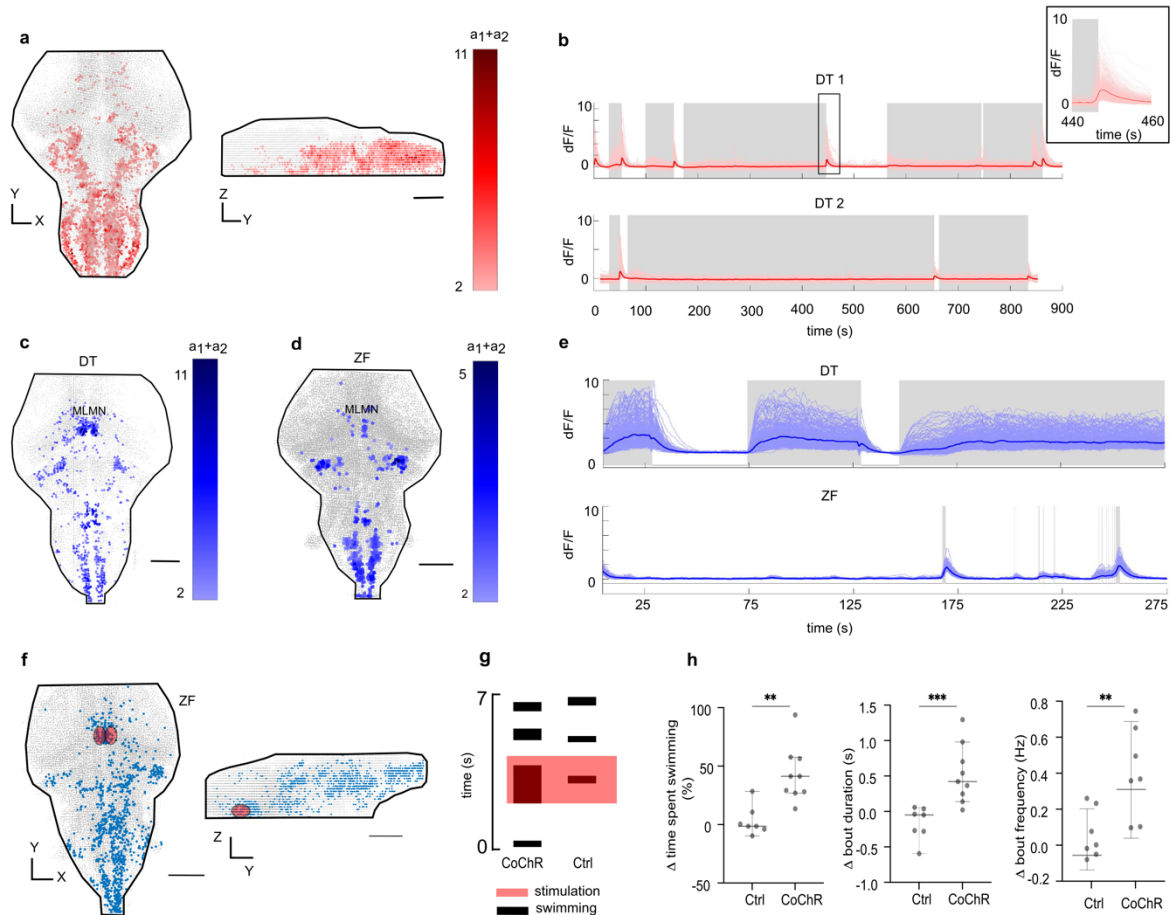 a
a1+a2
11
2
Y
X
Z
Y
b
DT 1
dF/F
10
0
10
dF/F
0
440
460
time (s)
DT 2
dF/F
10
0
0
100
200
300
400
500
600
700
800
900
time (s)
c
DT
MLMN
a1+a2
11
2
d
ZF
MLMN
a1+a2
5
2
e
DT
dF/F
10
0
ZF
dF/F
10
0
25
75
125
175
225
275
time (s)
f
ZF
Y
X
Z
Y
g
7
time (s)
0
CoChR
Ctrl
stimulation
swimming
h
**
Δ time spent swimming (%)
100
50
0
-50
Ctrl
CoChR
***
Δ bout duration (s)
1.5
1.0
0.5
0.0
-0.5
-1.0
Ctrl
CoChR
**
Δ bout frequency (Hz)
0.8
0.6
0.4
0.2
0.0
-0.2
Ctrl
CoChR